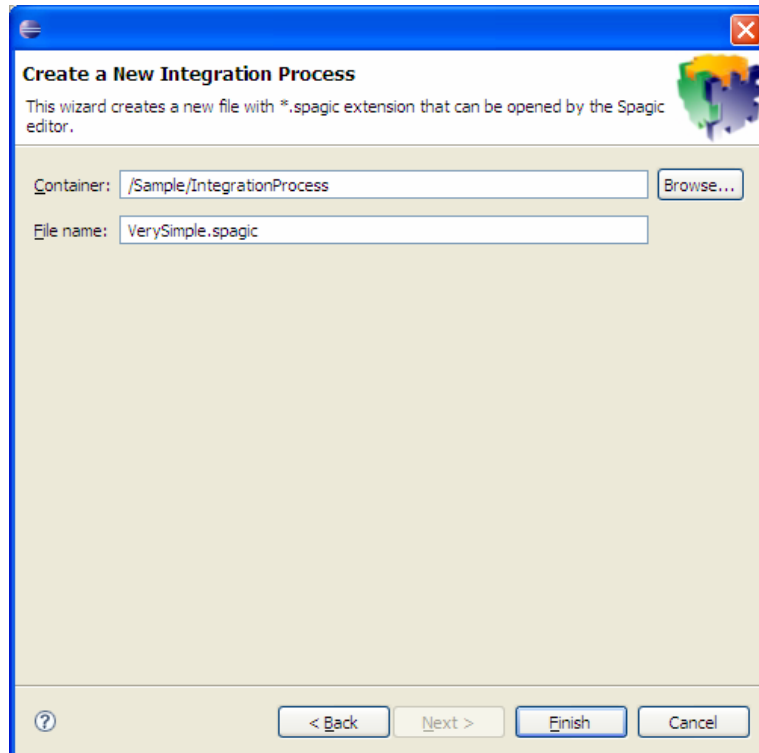 Create a New Integration Process
This wizard creates a new file with *.spagic extension that can be opened by the Spagic
editor.
Container: /Sample/IntegrationProcess Browse...
File name: VerySimple.spagic
? < Back Next > Finish Cancel